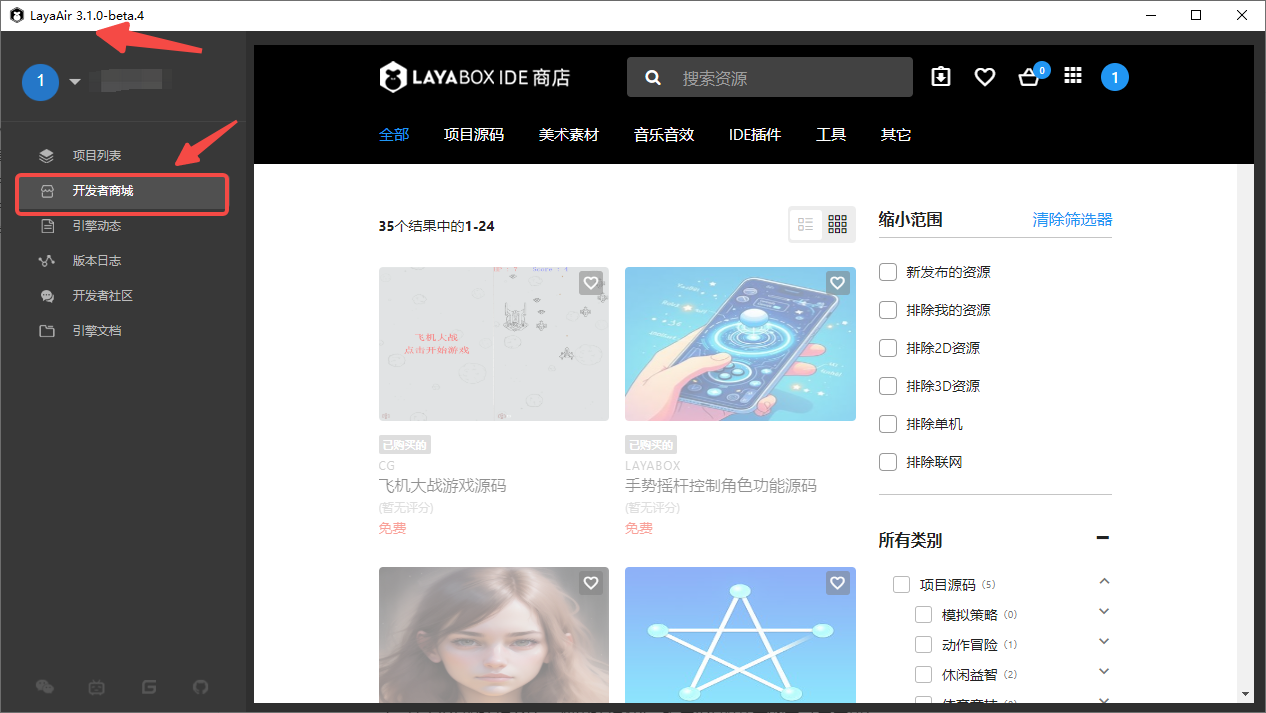 LayaAir 3.1.0-beta.4
1
项目列表
开发者商城
引擎动态
版本日志
开发者社区
引擎文档
LAYABOX IDE 商店
搜索资源
0
1
全部 项目源码 美术素材 音乐音效 IDE插件 工具 其它
35个结果中的1-24
飞机大战
点击开始游戏
已购买的
CG
飞机大战游戏源码
(暂无评分)
免费
已购买的
LAYABOX
手势摇杆控制角色功能源码
(暂无评分)
免费
缩小范围 清除筛选器
新发布的资源
排除我的资源
排除2D资源
排除3D资源
排除单机
排除联网
所有类别
项目源码 (5)
模拟策略 (0)
动作冒险 (1)
休闲益智 (2)